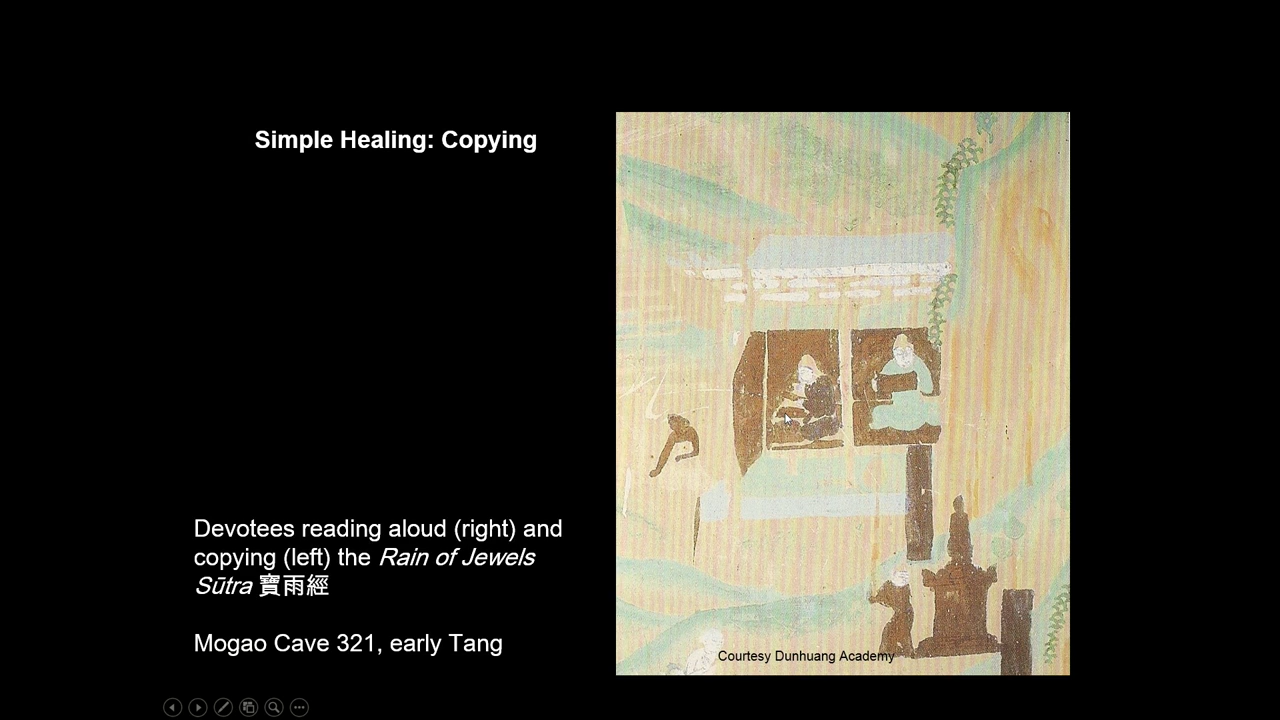 Simple Healing: Copying
Devotees reading aloud (right) and
copying (left) the Rain of Jewels
Sūtra 寶雨經
Mogao Cave 321, early Tang
Courtesy Dunhuang Academy